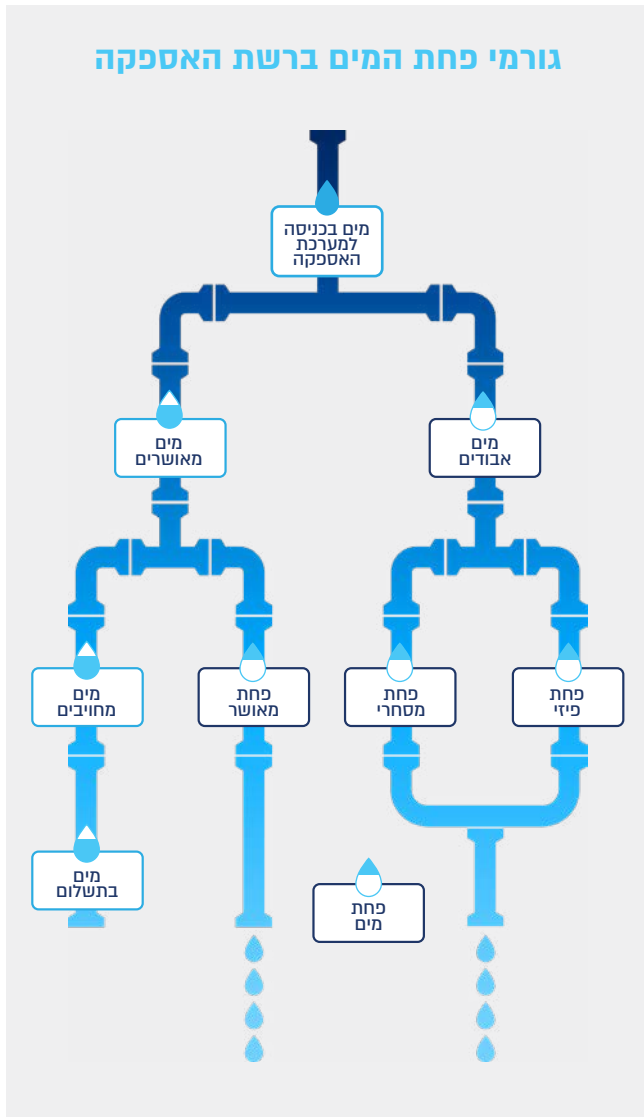 גורמי פחת המים ברשת האספקה
מים בכניסה
למערכת
האספקה
מים
אבודים
מים
מאושרים
פחת
פיזי
פחת
מסחרי
פחת
מאושר
מים
מחויבים
מים
בתשלום
פחת
מים